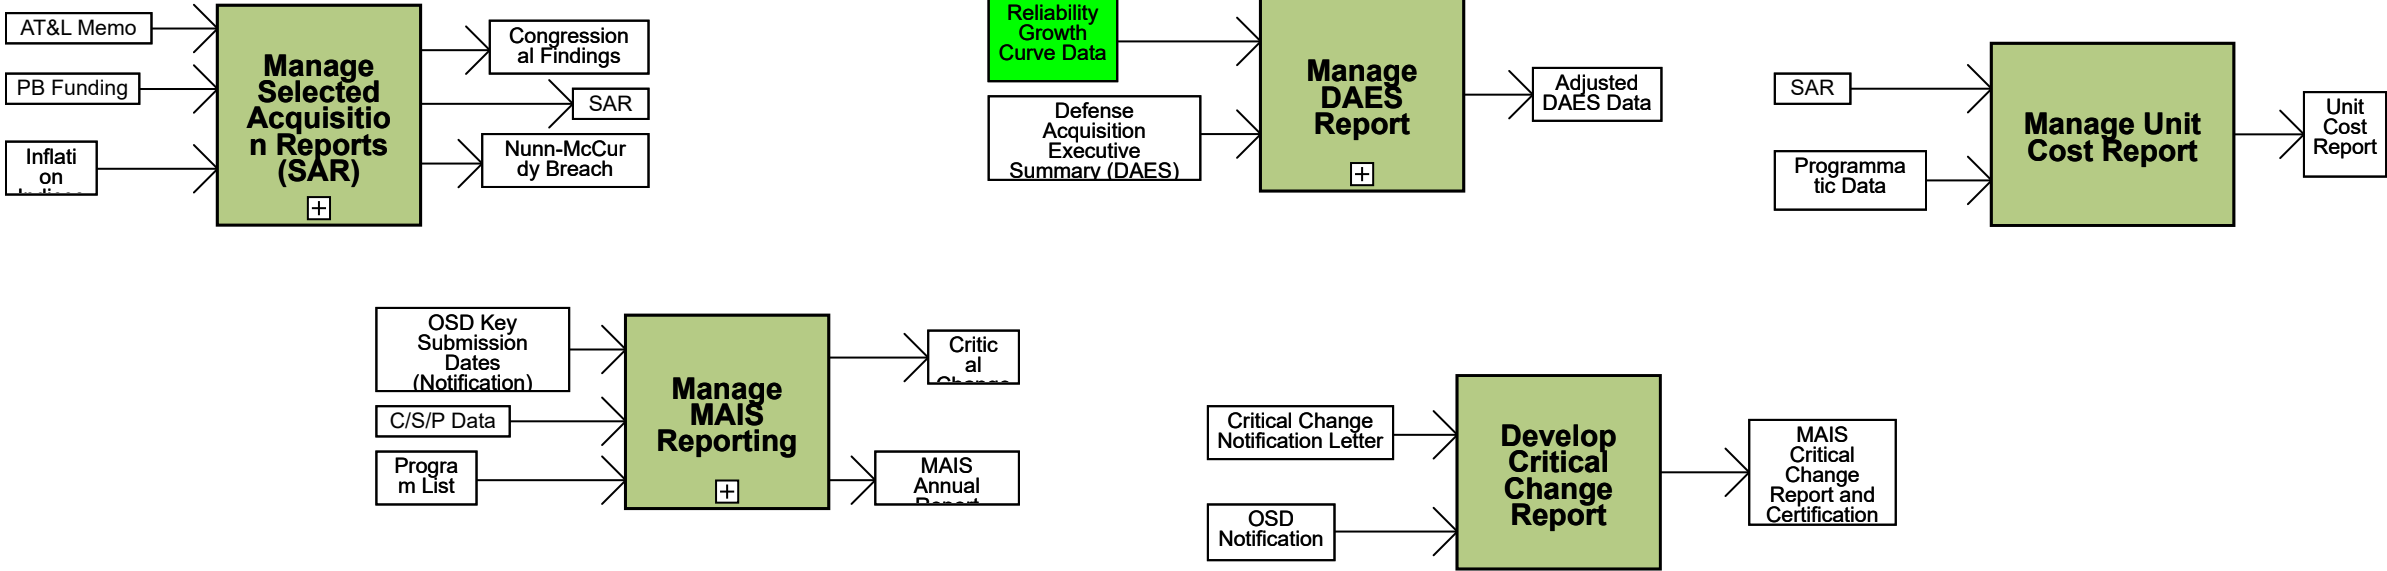 AT&L Memo
PB Funding
Inflati
on
Manage
Selected
Acquisitio
n Reports
(SAR)
Congression
al Findings
SAR
Nunn-McCur
dy Breach
Reliability
Growth
Curve Data
Defense
Acquisition
Executive
Summary (DAES)
Manage
DAES
Report
Adjusted
DAES Data
SAR
Programma
tic Data
Manage Unit
Cost Report
Unit
Cost
Report
OSD Key
Submission
Dates
(Notification)
C/S/P Data
Progra
m List
Manage
MAIS
Reporting
Critic
al
Change
MAIS
Annual
Report
Critical Change
Notification Letter
OSD
Notification
Develop
Critical
Change
Report
MAIS
Critical
Change
Report and
Certification